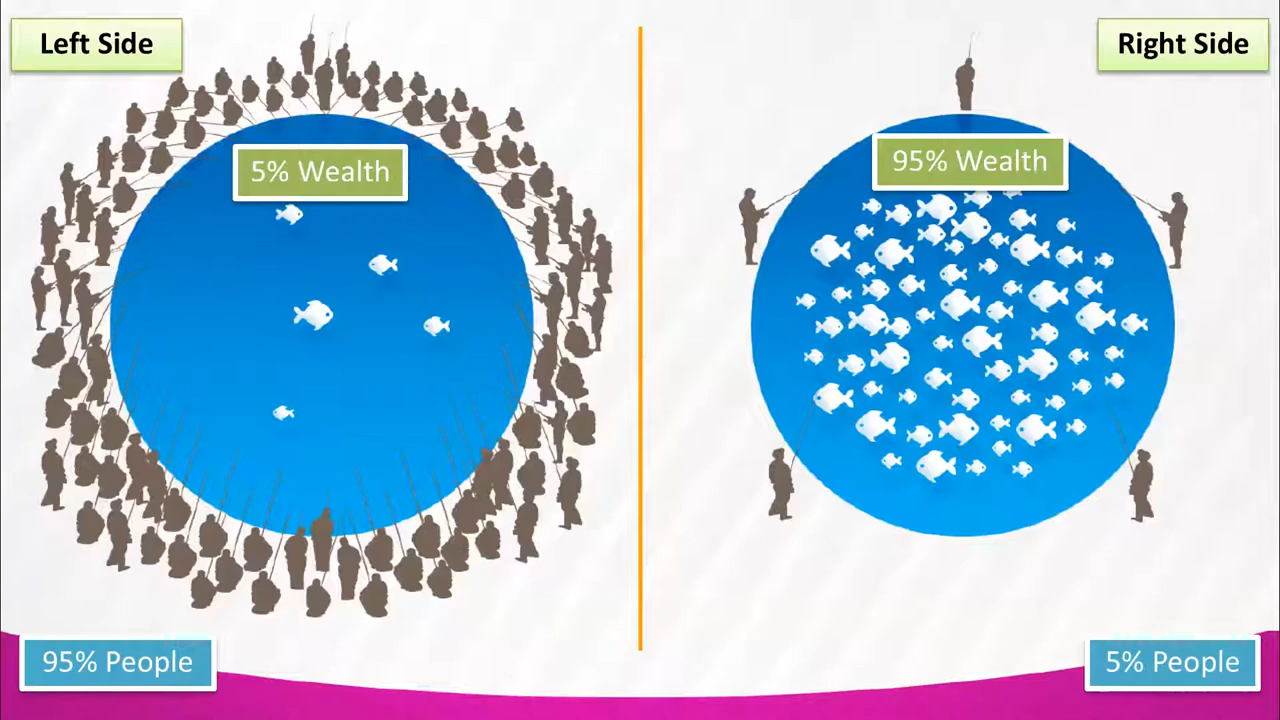 Left Side
Right Side
5% Wealth
95% Wealth
95% People
5% People